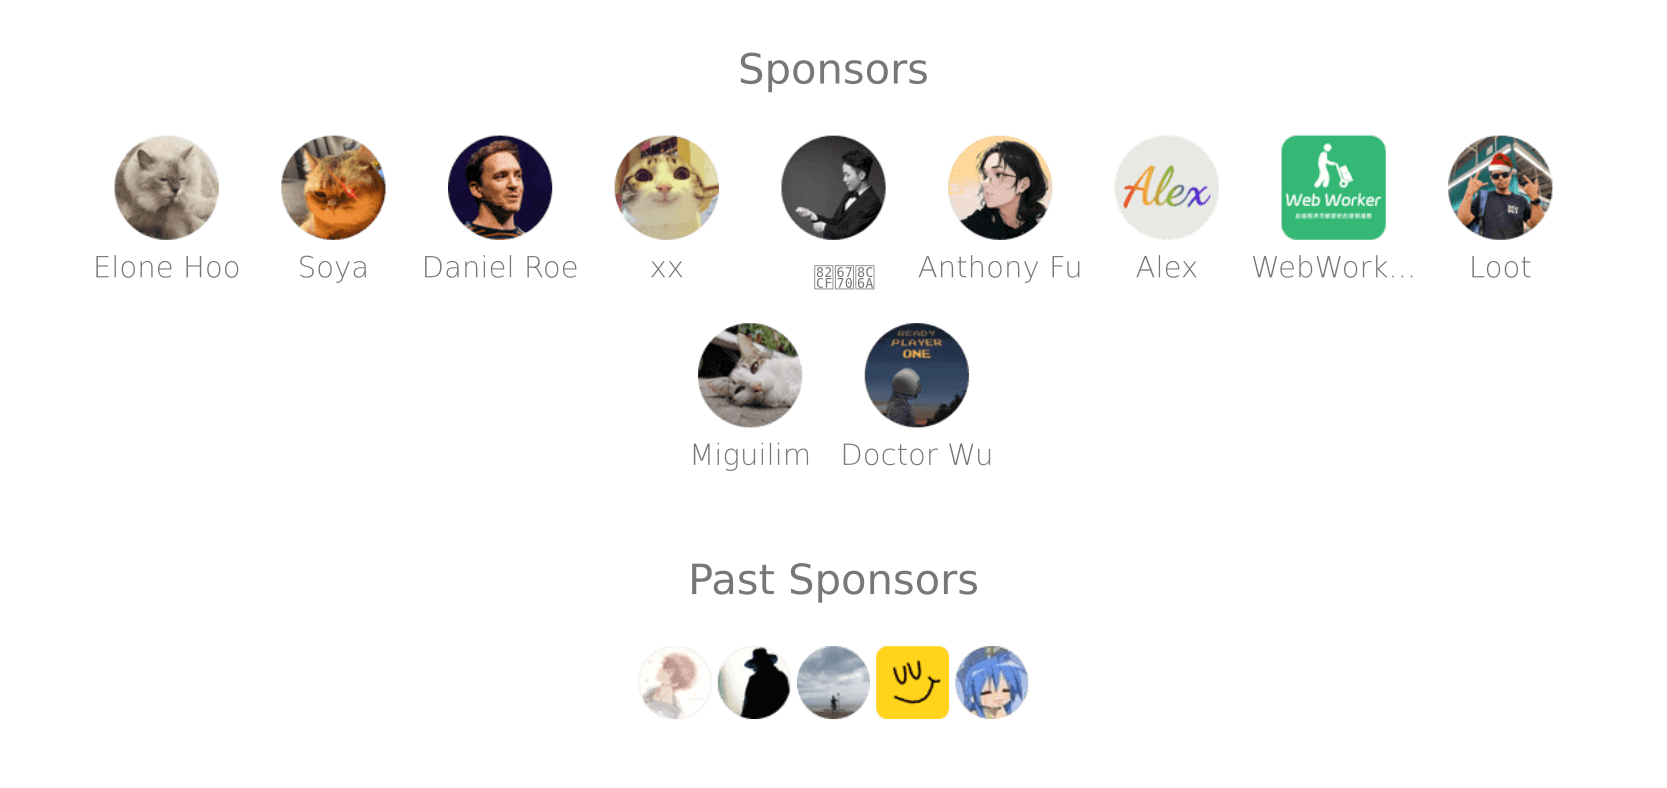 Sponsors
Elone Hoo
Soya
Daniel Roe
xx
Anthony Fu
Alex
Alex
Web Worker
WebWork...
Loot
READY
PLAYER
ONE
Miguilim
Doctor Wu
Past Sponsors